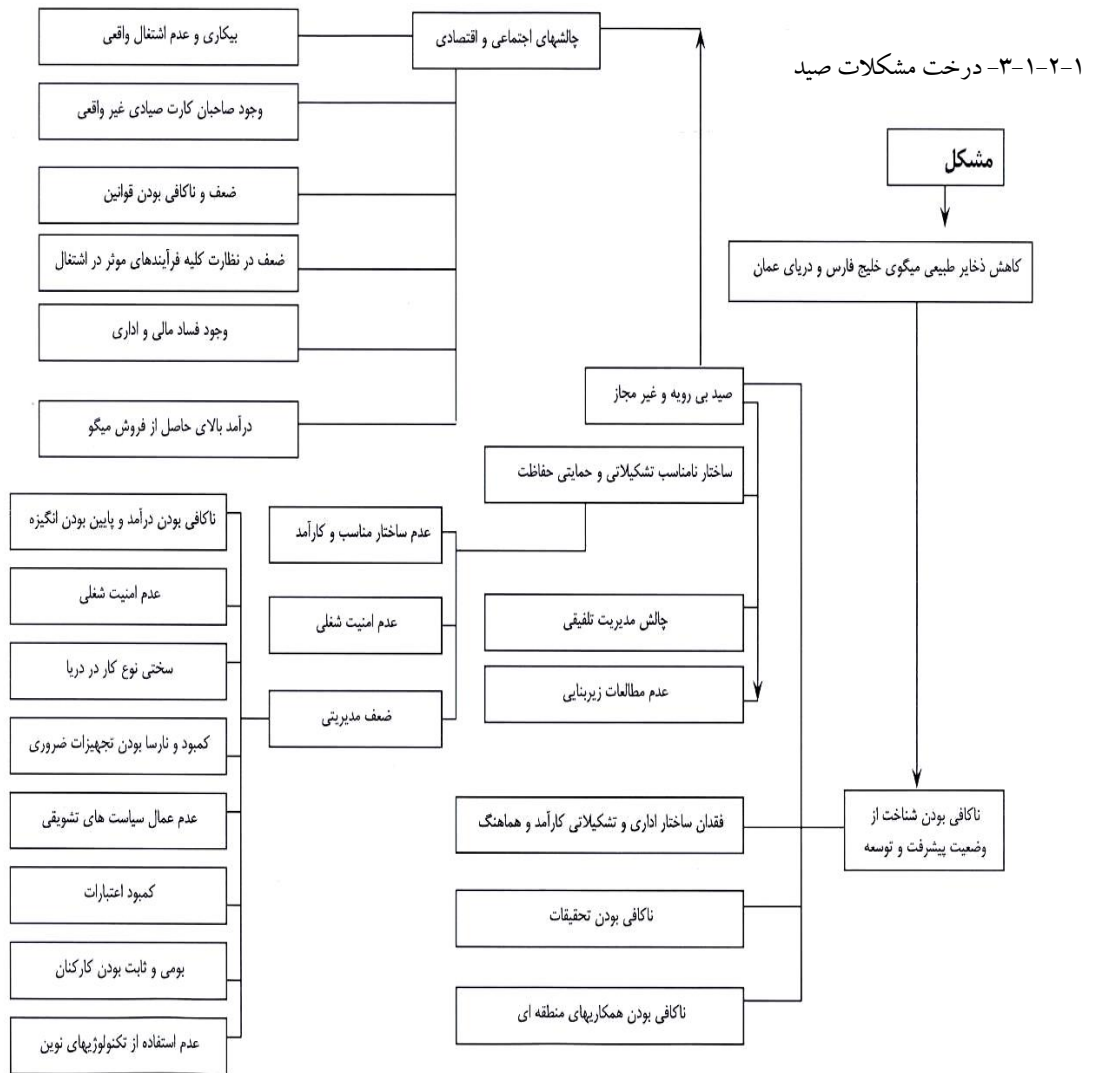 ۳-۱-۲-۱- درخت مشکلات صید
مشکل
کاهش ذخایر طبیعی میگوی خلیج فارس و دریای عمان
ناکافی بودن شناخت از
وضعیت پیشرفت و توسعه
صید بی رویه و غیر مجاز
فقدان ساختار اداری و تشکیلاتی کارآمد و هماهنگ
ناکافی بودن تحقیقات
ناکافی بودن همکاریهای منطقه ای
چالشهای اجتماعی و اقتصادی
بیکاری و عدم اشتغال واقعی
وجود صاحبان کارت صیادی غیر واقعی
ضعف و ناکافی بودن قوانین
ضعف در نظارت کلیه فرآیندهای موثر در اشتغال
وجود فساد مالی و اداری
درآمد بالای حاصل از فروش میگو
ساختار نامناسب تشکیلاتی و حمایتی حفاظت
چالش مدیریت تلفیقی
عدم مطالعات زیربنایی
عدم ساختار مناسب و کارآمد
عدم امنیت شغلی
ضعف مدیریتی
ناکافی بودن درآمد و پایین بودن انگیزه
عدم امنیت شغلی
سختی نوع کار در دریا
کمبود و نارسا بودن تجهیزات ضروری
عدم عمال سیاست های تشویقی
کمبود اعتبارات
بومی و ثابت بودن کارکنان
عدم استفاده از تکنولوژیهای نوین